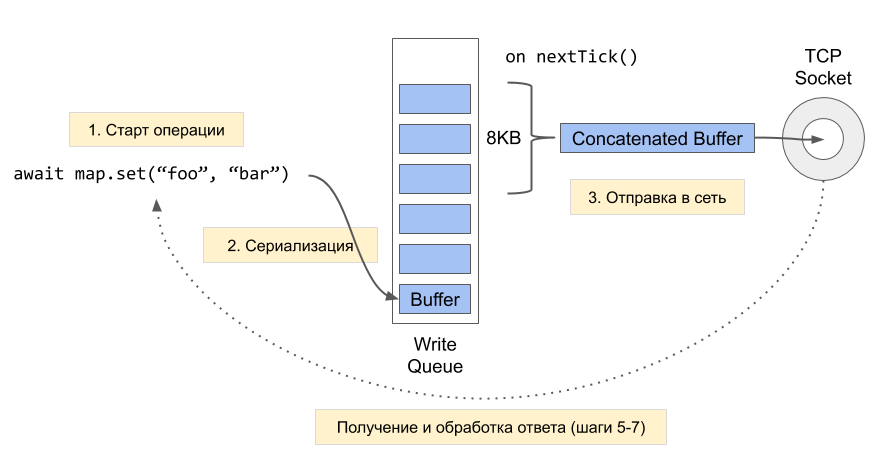 on nextTick()
TCP
Socket
1. Старт операции
8KB
Concatenated Buffer
await map.set(“foo”, “bar”)
3. Отправка в сеть
2. Сериализация
Buffer
Write
Queue
Получение и обработка ответа (шаги 5-7)